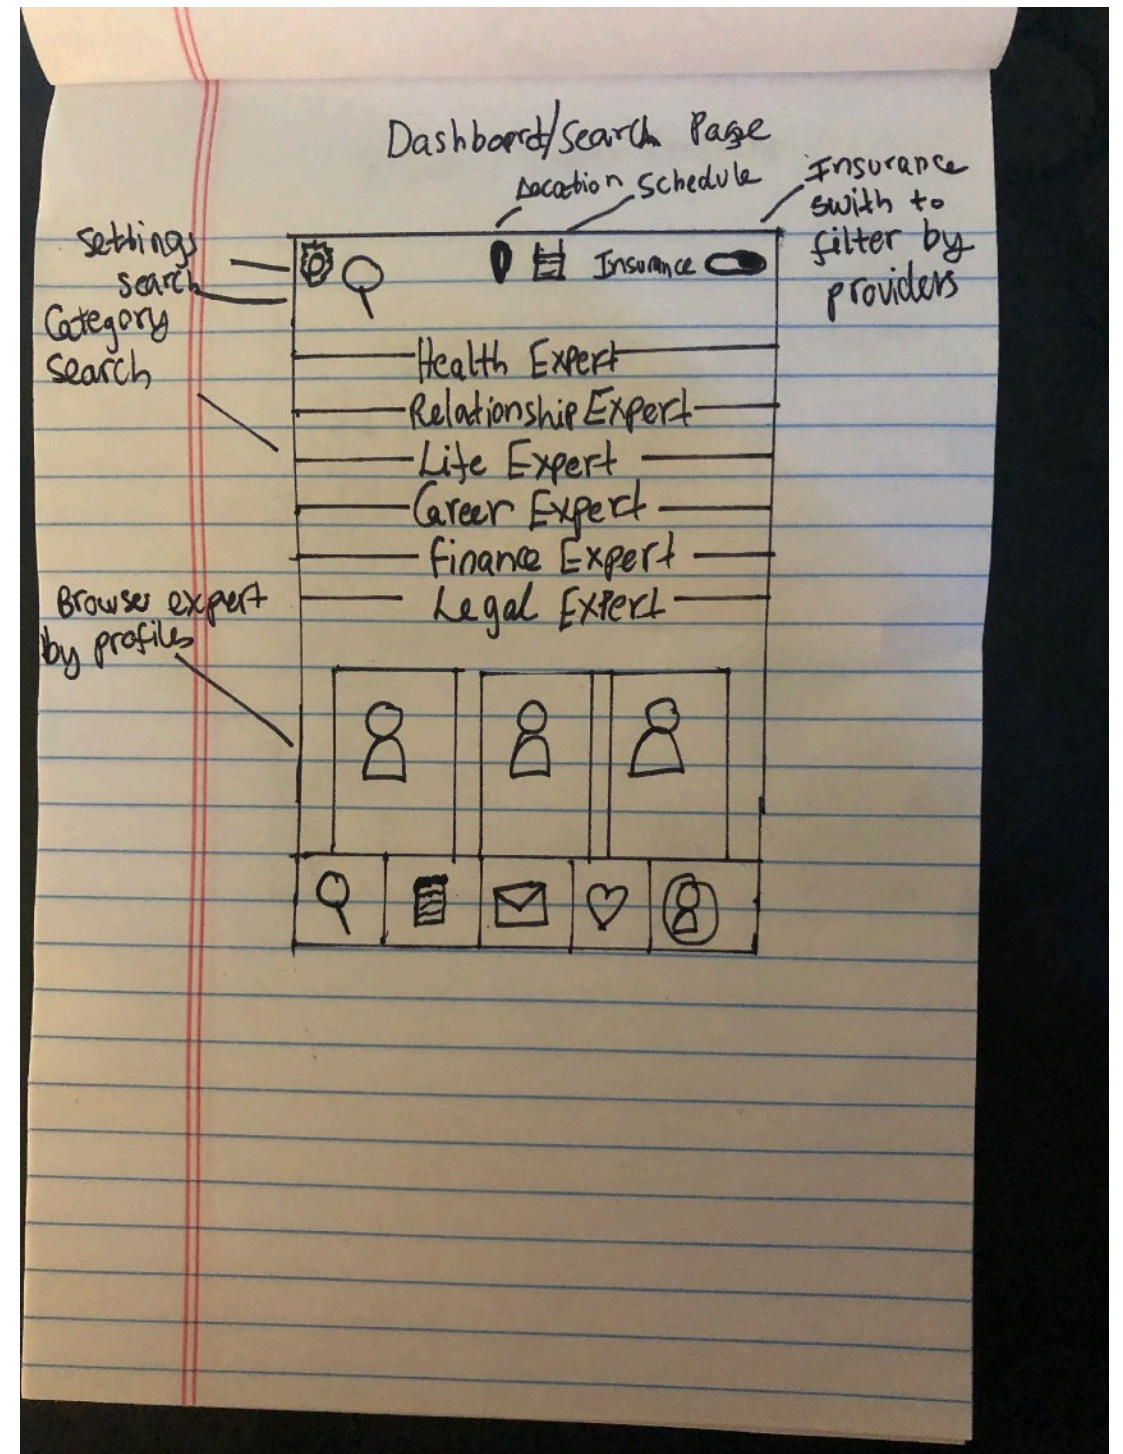 Dashboard/Search Page
Location Schedule
Insurance
swith to
filter by
providers
Settings
search
Category
Search
Insurance
Health Expert
Relationship Expert
Life Expert
Career Expert
Finance Expert
Legal Expert
Browser expert
by profiles